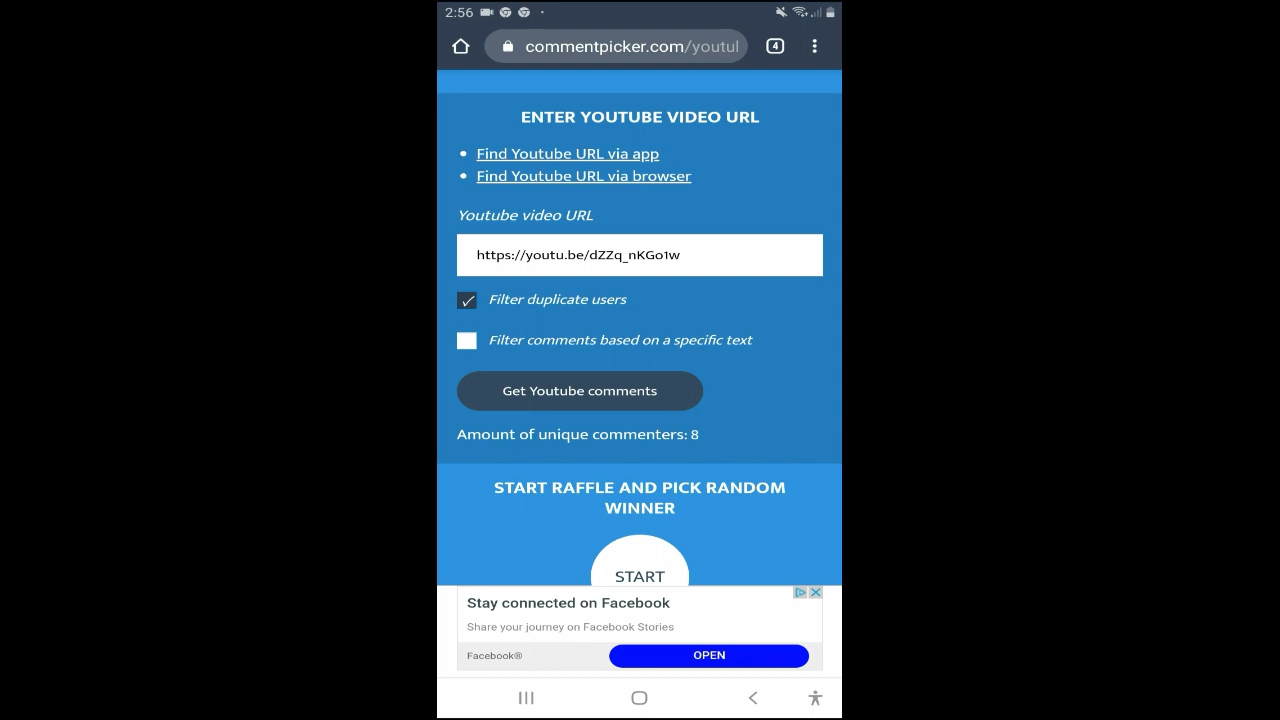 2:56
commentpicker.com/youtul
4
ENTER YOUTUBE VIDEO URL
Find Youtube URL via app
Find Youtube URL via browser
Youtube video URL
https://youtu.be/dZZq_nKGo1w
Filter duplicate users
Filter comments based on a specific text
Get Youtube comments
Amount of unique commenters: 8
START RAFFLE AND PICK RANDOM
WINNER
START
Stay connected on Facebook
Share your journey on Facebook Stories
Facebook® OPEN